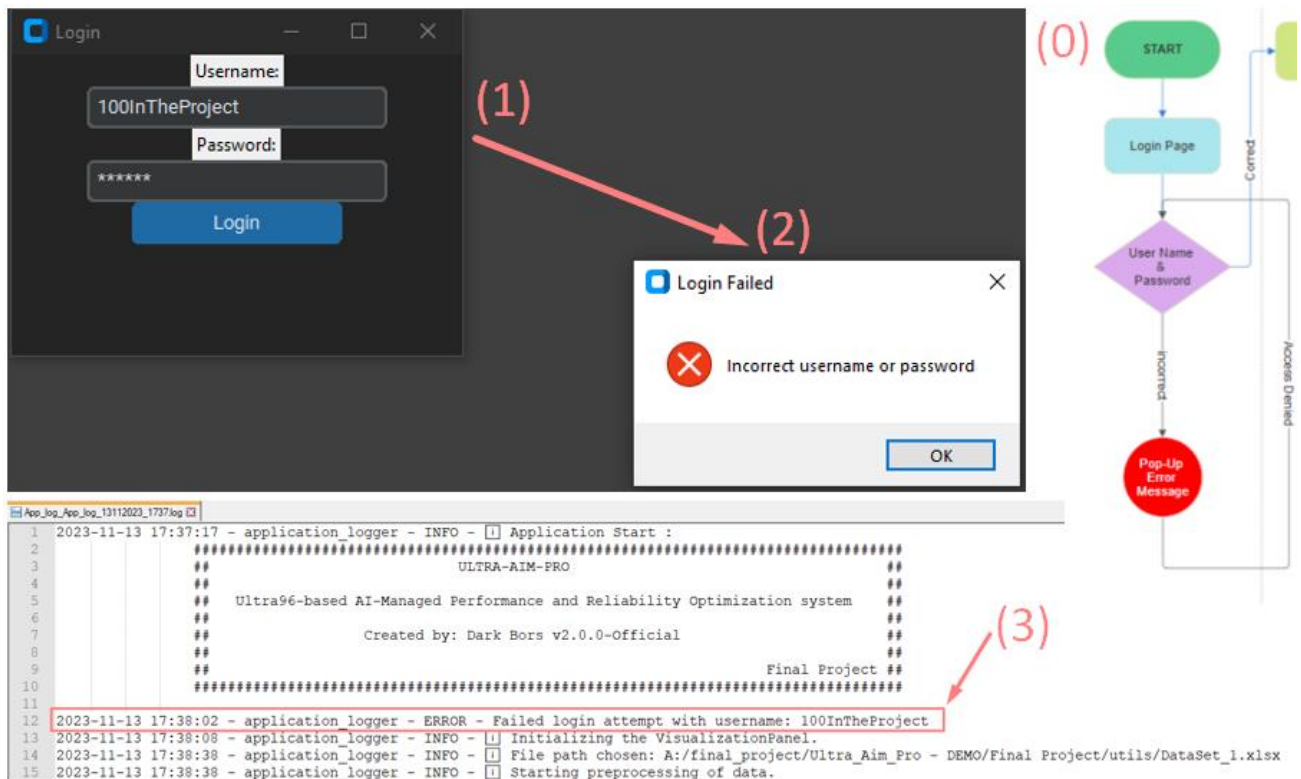 Login
Username:
100InTheProject
Password:
******
Login
(1)
(2)
Login Failed
Incorrect username or password
OK
(0)
START
Login Page
User Name
&
Password
Correct
Incorrect
Access Denied
Pop-Up
Error
Message
App_log_App_log_13112023_1737.log
1 2023-11-13 17:37:17 - application_logger - INFO - i Application Start :
2 ###################################################################################
3 ## ULTRA-AIM-PRO ##
4 ## ##
5 ## Ultra96-based AI-Managed Performance and Reliability Optimization system ##
6 ## ##
7 ## Created by: Dark Bors v2.0.0-Official ##
8 ## ##
9 ## Final Project ##
10 ###################################################################################
11
12 2023-11-13 17:38:02 - application_logger - ERROR - Failed login attempt with username: 100InTheProject
13 2023-11-13 17:38:08 - application_logger - INFO - i Initializing the VisualizationPanel.
14 2023-11-13 17:38:38 - application_logger - INFO - i File path chosen: A:/final_project/Ultra_Aim_Pro - DEMO/Final Project/utils/DataSet_1.xlsx
15 2023-11-13 17:38:38 - application_logger - INFO - i Starting preprocessing of data.
(3)